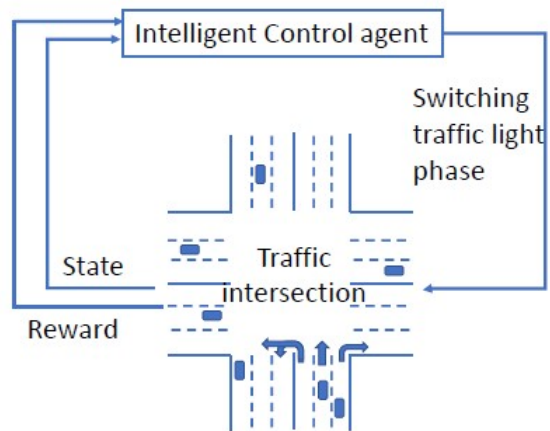 Intelligent Control agent
Switching
traffic light
phase
Traffic
intersection
State
Reward